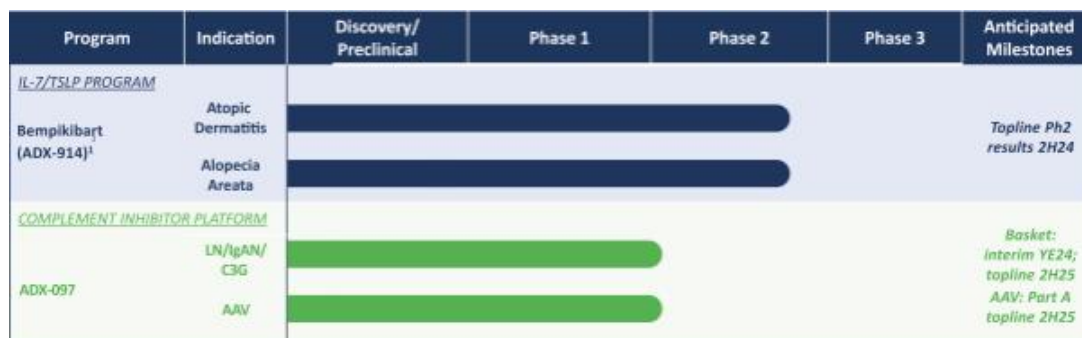 Program Indication Discovery/ Preclinical Phase 1 Phase 2 Phase 3 Anticipated Milestones
IL-7/TSLP PROGRAM
Bempikibart
(ADX-914)¹
Atopic
Dermatitis
Alopecia
Areata
Topline Ph2
results 2H24
COMPLEMENT INHIBITOR PLATFORM
ADX-097
LN/IgAN/
C3G
AAV
Basket:
interim YE24;
topline 2H25
AAV: Part A
topline 2H25